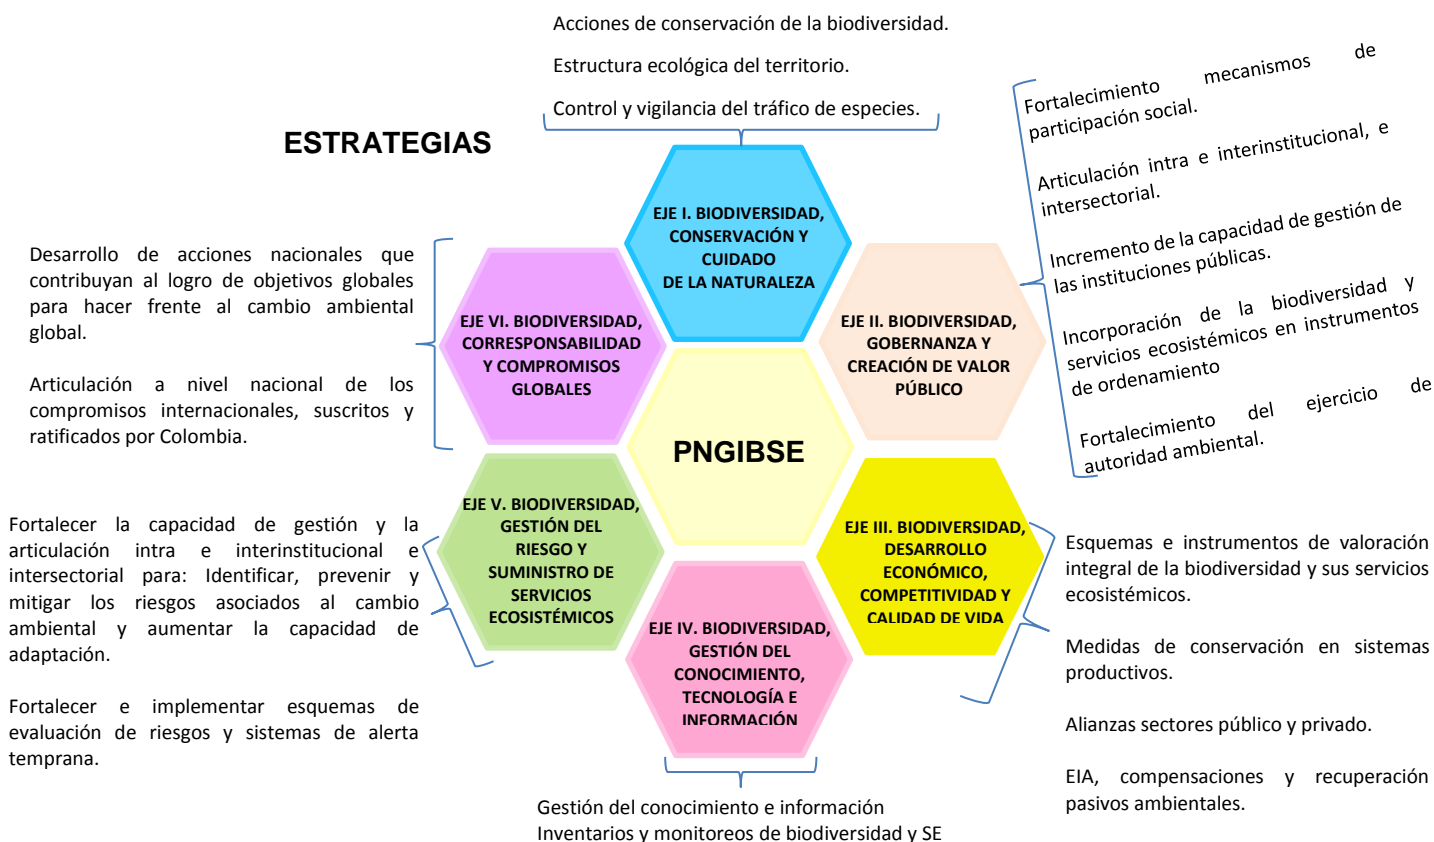 Acciones de conservación de la biodiversidad.
Estructura ecológica del territorio.
Control y vigilancia del tráfico de especies.
ESTRATEGIAS
EJE I. BIODIVERSIDAD,
CONSERVACIÓN Y
CUIDADO
DE LA NATURALEZA
Fortalecimiento mecanismos de
participación social.
Articulación intra e interinstitucional, e
intersectorial.
Incremento de la capacidad de gestión de
las instituciones públicas.
Incorporación de la biodiversidad y
servicios ecosistémicos en instrumentos
de ordenamiento
Fortalecimiento del ejercicio de
autoridad ambiental.
Desarrollo de acciones nacionales que
contribuyan al logro de objetivos globales
para hacer frente al cambio ambiental
global.
Articulación a nivel nacional de los
compromisos internacionales, suscritos y
ratificados por Colombia.
EJE VI. BIODIVERSIDAD,
CORRESPONSABILIDAD
Y COMPROMISOS
GLOBALES
EJE II. BIODIVERSIDAD,
GOBERNANZA Y
CREACIÓN DE VALOR
PÚBLICO
PNGIBSE
Fortalecer la capacidad de gestión y la
articulación intra e interinstitucional e
intersectorial para: Identificar, prevenir y
mitigar los riesgos asociados al cambio
ambiental y aumentar la capacidad de
adaptación.
Fortalecer e implementar esquemas de
evaluación de riesgos y sistemas de alerta
temprana.
EJE V. BIODIVERSIDAD,
GESTIÓN DEL
RIESGO Y
SUMINISTRO DE
SERVICIOS
ECOSISTÉMICOS
EJE III. BIODIVERSIDAD,
DESARROLLO
ECONÓMICO,
COMPETITIVIDAD Y
CALIDAD DE VIDA
Esquemas e instrumentos de valoración
integral de la biodiversidad y sus servicios
ecosistémicos.
Medidas de conservación en sistemas
productivos.
Alianzas sectores público y privado.
EIA, compensaciones y recuperación
pasivos ambientales.
EJE IV. BIODIVERSIDAD,
GESTIÓN DEL
CONOCIMIENTO,
TECNOLOGÍA E
INFORMACIÓN
Gestión del conocimiento e información
Inventarios y monitoreos de biodiversidad y SE